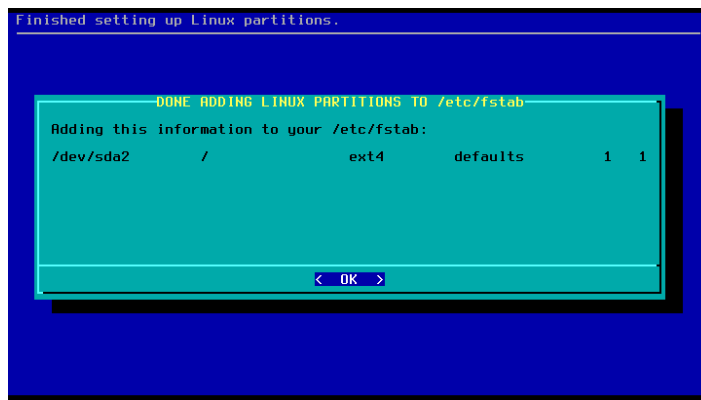 Finished setting up Linux partitions.
DONE ADDING LINUX PARTITIONS TO /etc/fstab
Adding this information to your /etc/fstab:
/dev/sda2 / ext4 defaults 1 1
< OK >